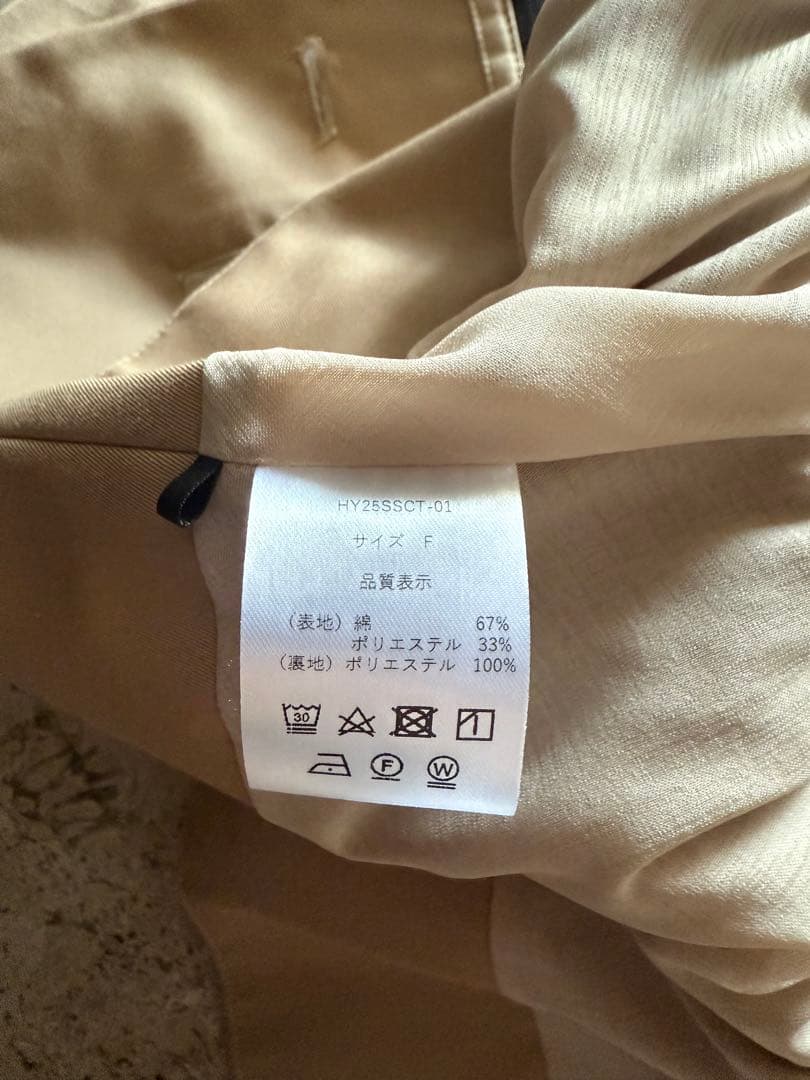 HY25SSCT-01
サイズ F
品質表示
(表地) 綿 67%
ポリエステル 33%
(裏地) ポリエステル 100%
30
F
W